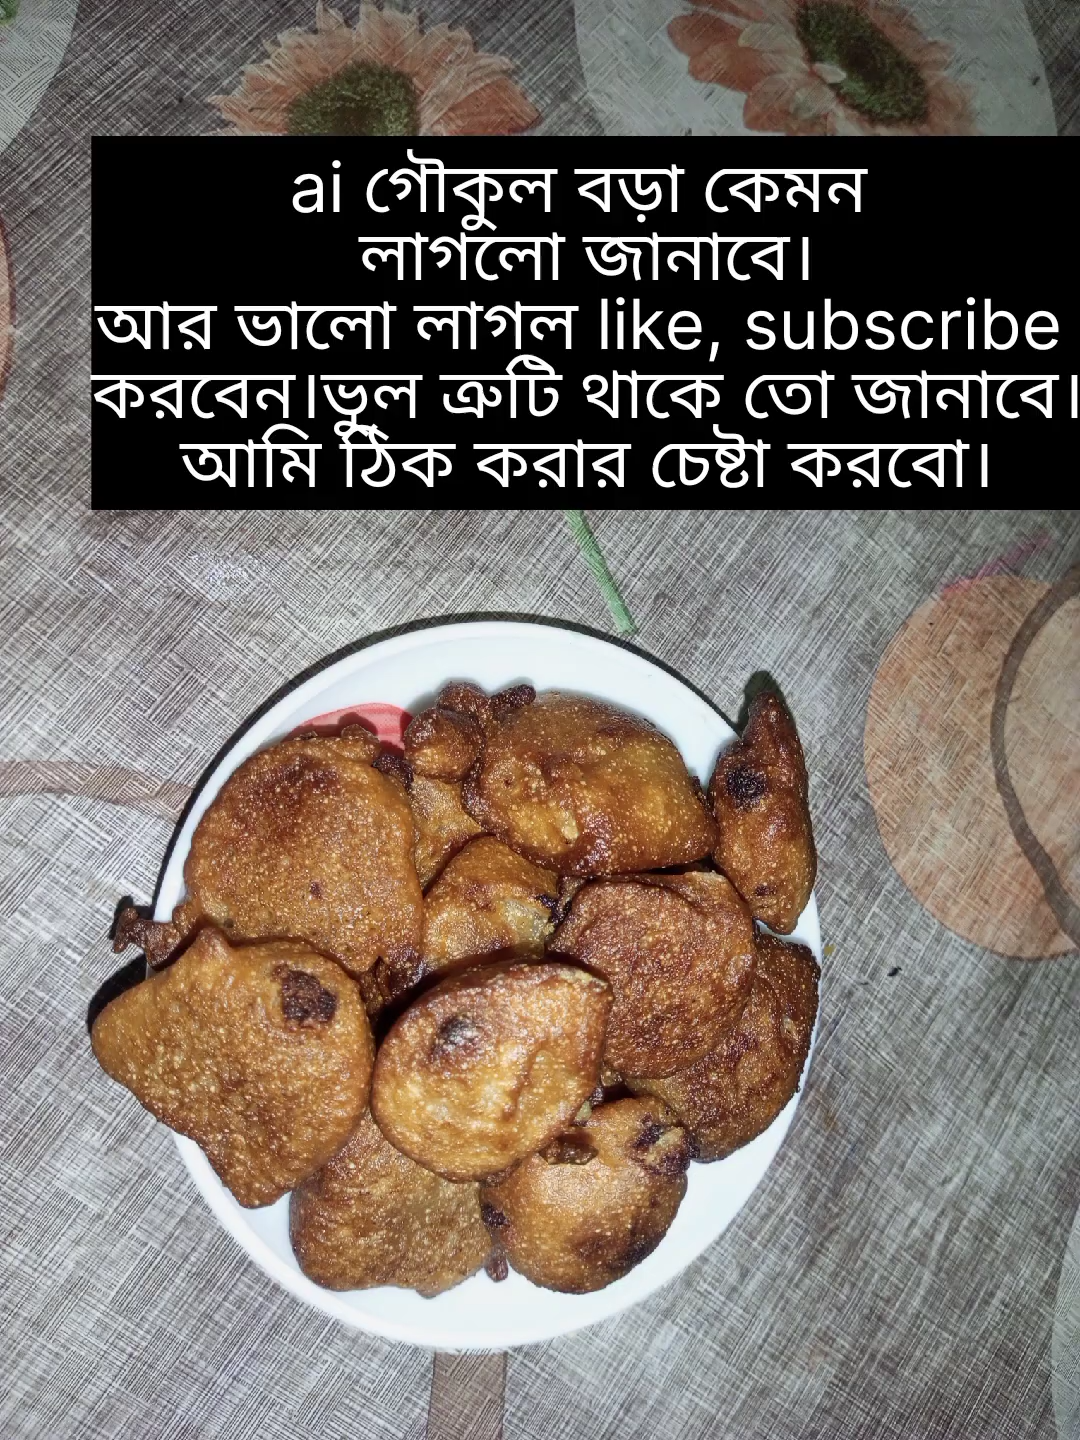 ai গৌকুল বড়া কেমন
লাগলো জানাবে।
আর ভালো লাগল like, subscribe
করবেন।ভুল ত্রুটি থাকে তো জানাবে।
আমি ঠিক করার চেষ্টা করবো।